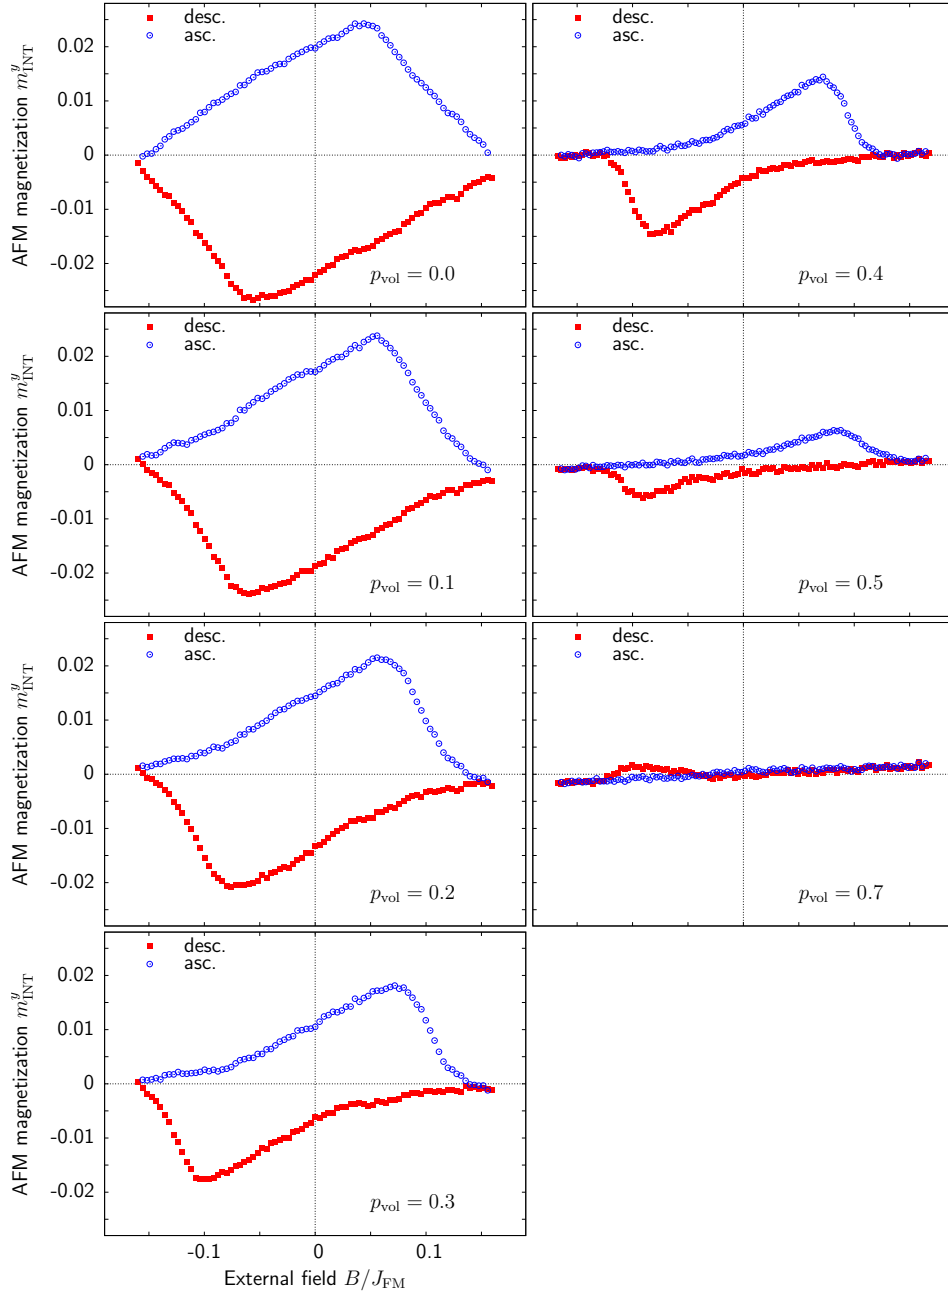 AFM magnetization m^y_INT
0.02
0.01
0
-0.01
-0.02
desc.
asc.
p_vol = 0.0
desc.
asc.
p_vol = 0.4
AFM magnetization m^y_INT
0.02
0.01
0
-0.01
-0.02
desc.
asc.
p_vol = 0.1
desc.
asc.
p_vol = 0.5
AFM magnetization m^y_INT
0.02
0.01
0
-0.01
-0.02
desc.
asc.
p_vol = 0.2
desc.
asc.
p_vol = 0.7
AFM magnetization m^y_INT
0.02
0.01
0
-0.01
-0.02
desc.
asc.
p_vol = 0.3
-0.1 0 0.1
External field B/J_FM